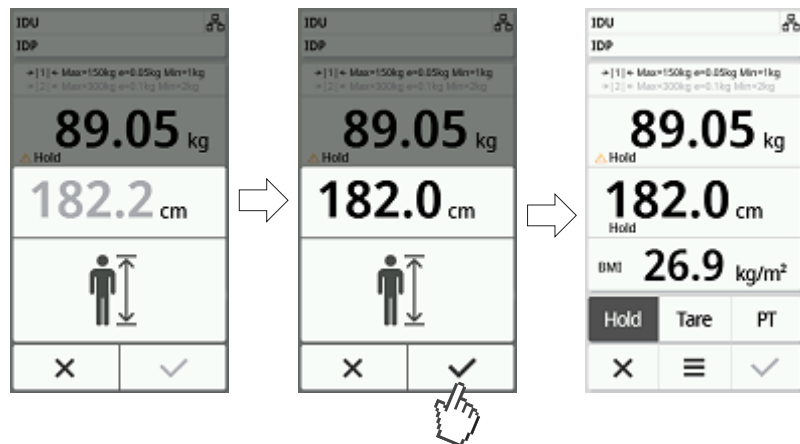 IDU
IDP
→|1|← Max=150kg e=0.05kg Min=1kg
→|2|← Max=300kg e=0.1kg Min=2kg
89.05 kg
Hold
182.2 cm
IDU
IDP
→|1|← Max=150kg e=0.05kg Min=1kg
→|2|← Max=300kg e=0.1kg Min=2kg
89.05 kg
Hold
182.0 cm
IDU
IDP
→|1|← Max=150kg e=0.05kg Min=1kg
→|2|← Max=300kg e=0.1kg Min=2kg
89.05 kg
Hold
182.0 cm
Hold
BMI 26.9 kg/m²
Hold Tare PT